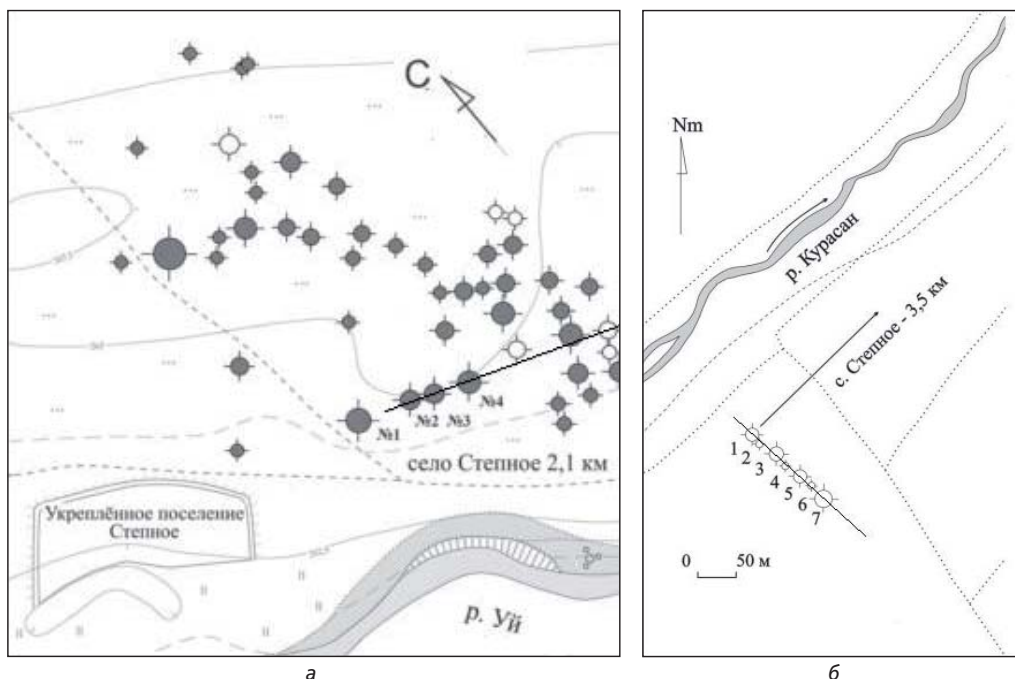 С
№1
№2
№3
№4
село Степное 2,1 км
Укреплённое поселение
Степное
р. Уй
а
Nm
р. Курасан
с. Степное - 3,5 км
1
2
3
4
5
6
7
0 50 м
б